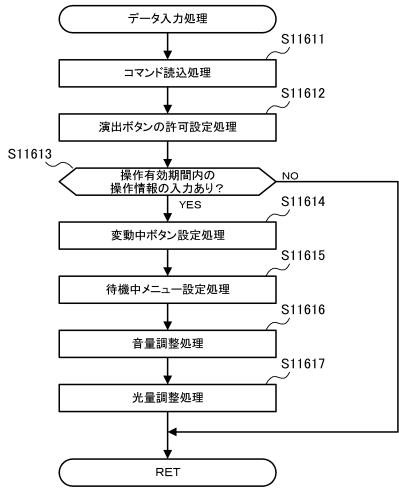 データ入力処理
S11611
コマンド読込処理
S11612
演出ボタンの許可設定処理
S11613
操作有効期間内の
操作情報の入力あり？
NO
YES
S11614
変動中ボタン設定処理
S11615
待機中メニュー設定処理
S11616
音量調整処理
S11617
光量調整処理
RET